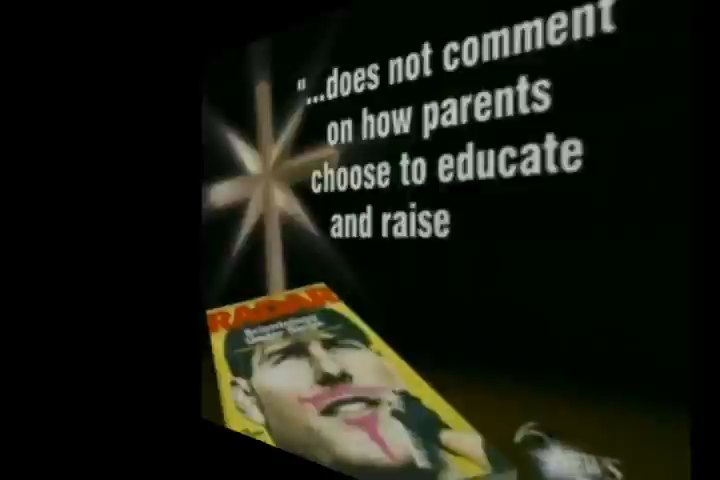 "...does not comment
on how parents
choose to educate
and raise
RADAR